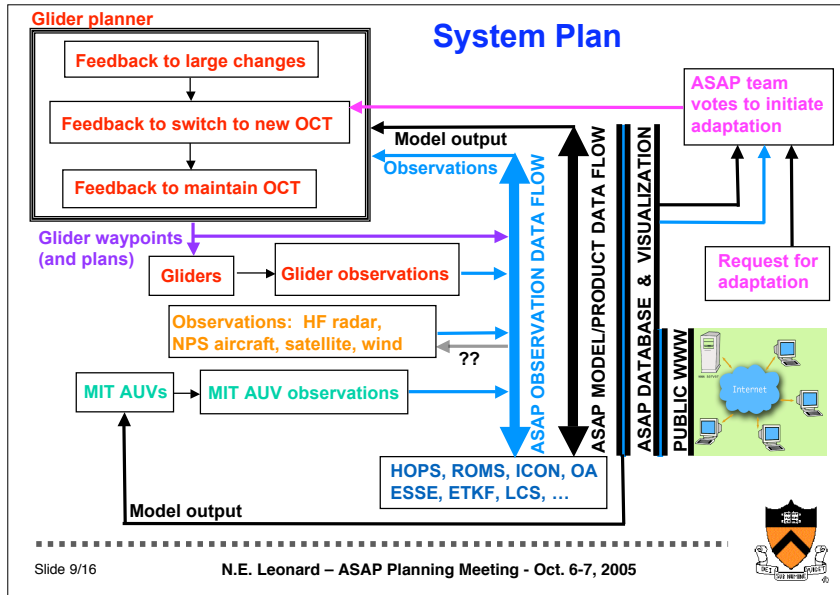 Glider planner
System Plan
Feedback to large changes
Feedback to switch to new OCT
Feedback to maintain OCT
Model output
Observations
ASAP team
votes to initiate
adaptation
Request for
adaptation
Glider waypoints
(and plans)
Gliders
Glider observations
Observations: HF radar,
NPS aircraft, satellite, wind
??
MIT AUVs
MIT AUV observations
ASAP OBSERVATION DATA FLOW
ASAP MODEL/PRODUCT DATA FLOW
ASAP DATABASE & VISUALIZATION
PUBLIC WWW
Internet
HOPS, ROMS, ICON, OA
ESSE, ETKF, LCS, …
Model output
Slide 9/16
N.E. Leonard – ASAP Planning Meeting - Oct. 6-7, 2005